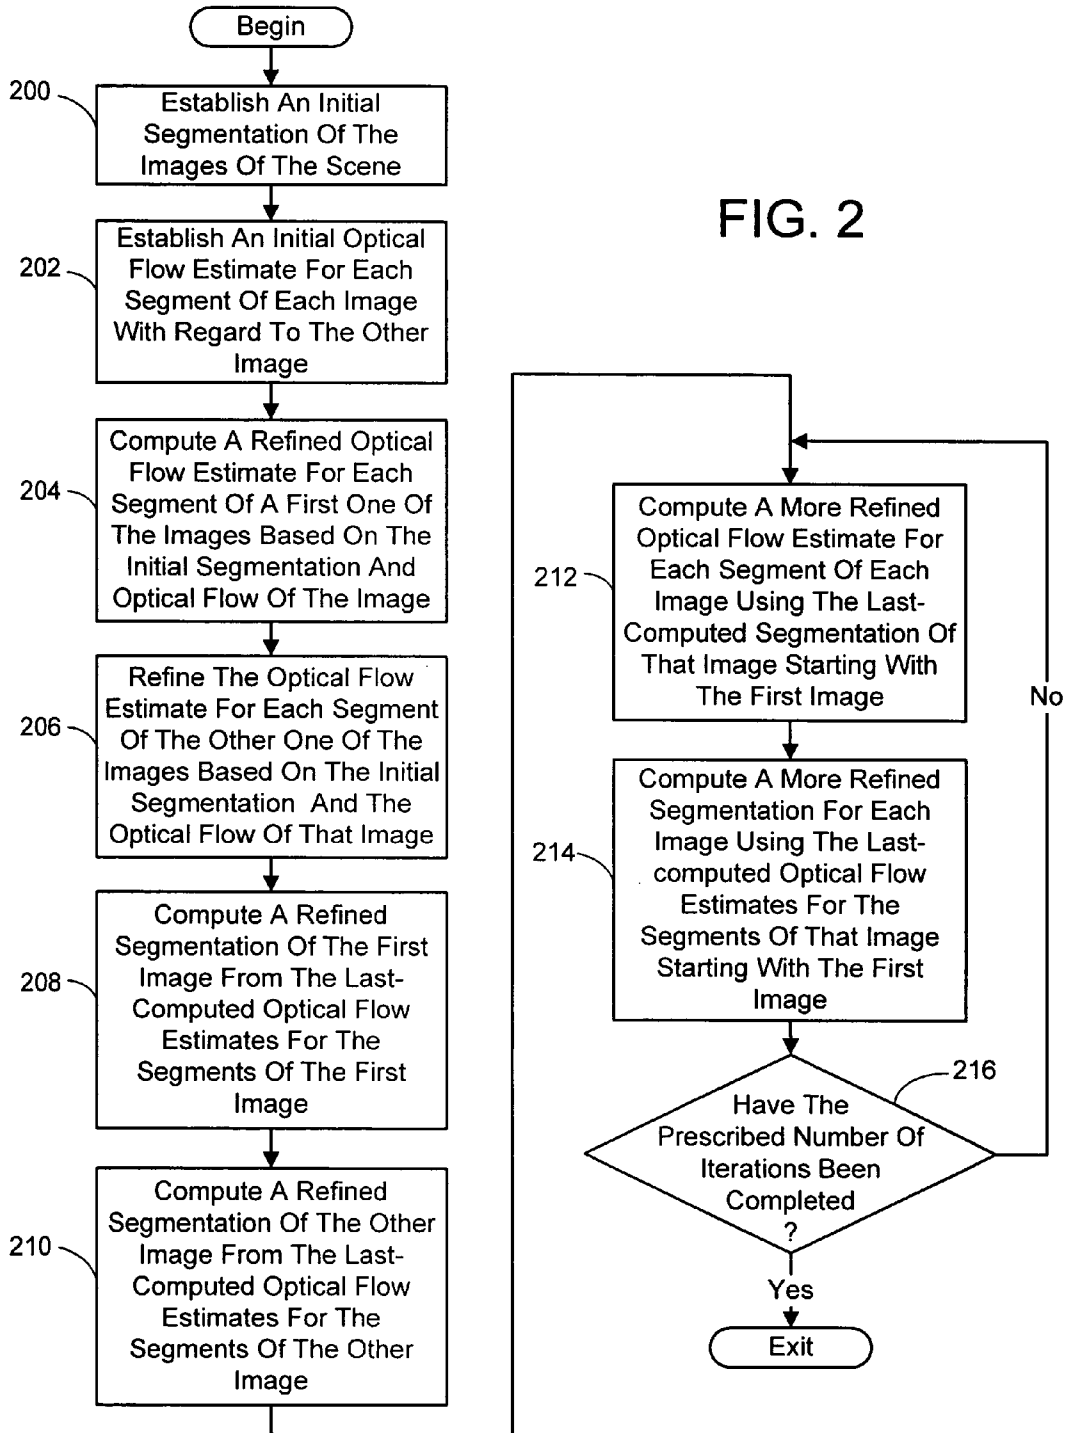 Begin
200
Establish An Initial
Segmentation Of The
Images Of The Scene
FIG. 2
202
Establish An Initial Optical
Flow Estimate For Each
Segment Of Each Image
With Regard To The Other
Image
204
Compute A Refined Optical
Flow Estimate For Each
Segment Of A First One Of
The Images Based On The
Initial Segmentation And
Optical Flow Of The Image
206
Refine The Optical Flow
Estimate For Each Segment
Of The Other One Of The
Images Based On The Initial
Segmentation And The
Optical Flow Of That Image
208
Compute A Refined
Segmentation Of The First
Image From The Last-
Computed Optical Flow
Estimates For The
Segments Of The First
Image
210
Compute A Refined
Segmentation Of The Other
Image From The Last-
Computed Optical Flow
Estimates For The
Segments Of The Other
Image
212
Compute A More Refined
Optical Flow Estimate For
Each Segment Of Each
Image Using The Last-
Computed Segmentation Of
That Image Starting With
The First Image
No
214
Compute A More Refined
Segmentation For Each
Image Using The Last-
computed Optical Flow
Estimates For The
Segments Of That Image
Starting With The First
Image
216
Have The
Prescribed Number Of
Iterations Been
Completed
?
Yes
Exit